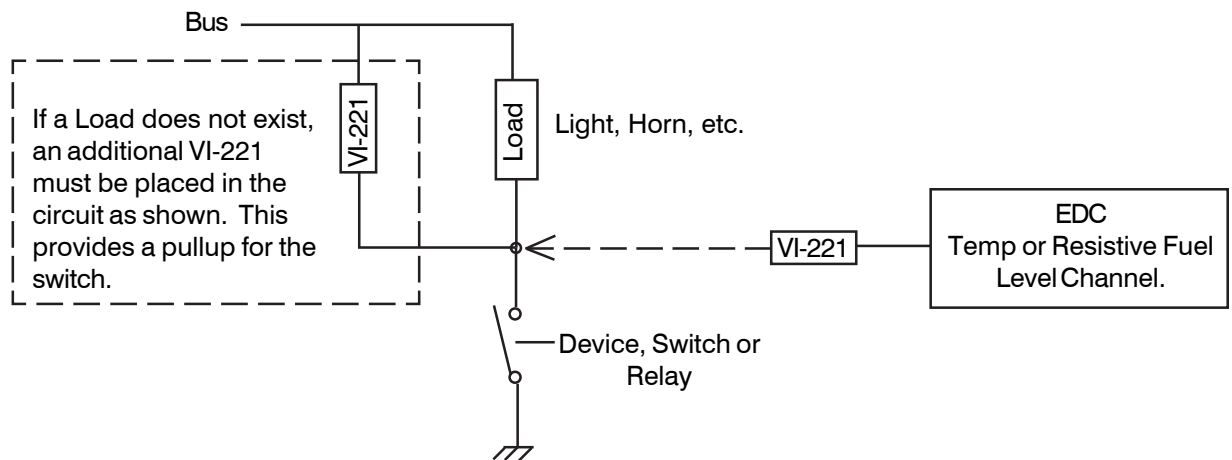 Bus
If a Load does not exist,
an additional VI-221
must be placed in the
circuit as shown.  This
provides a pullup for the
switch.
VI-221
Load
Light, Horn, etc.
VI-221
EDC
Temp or Resistive Fuel
Level Channel.
Device, Switch or
Relay